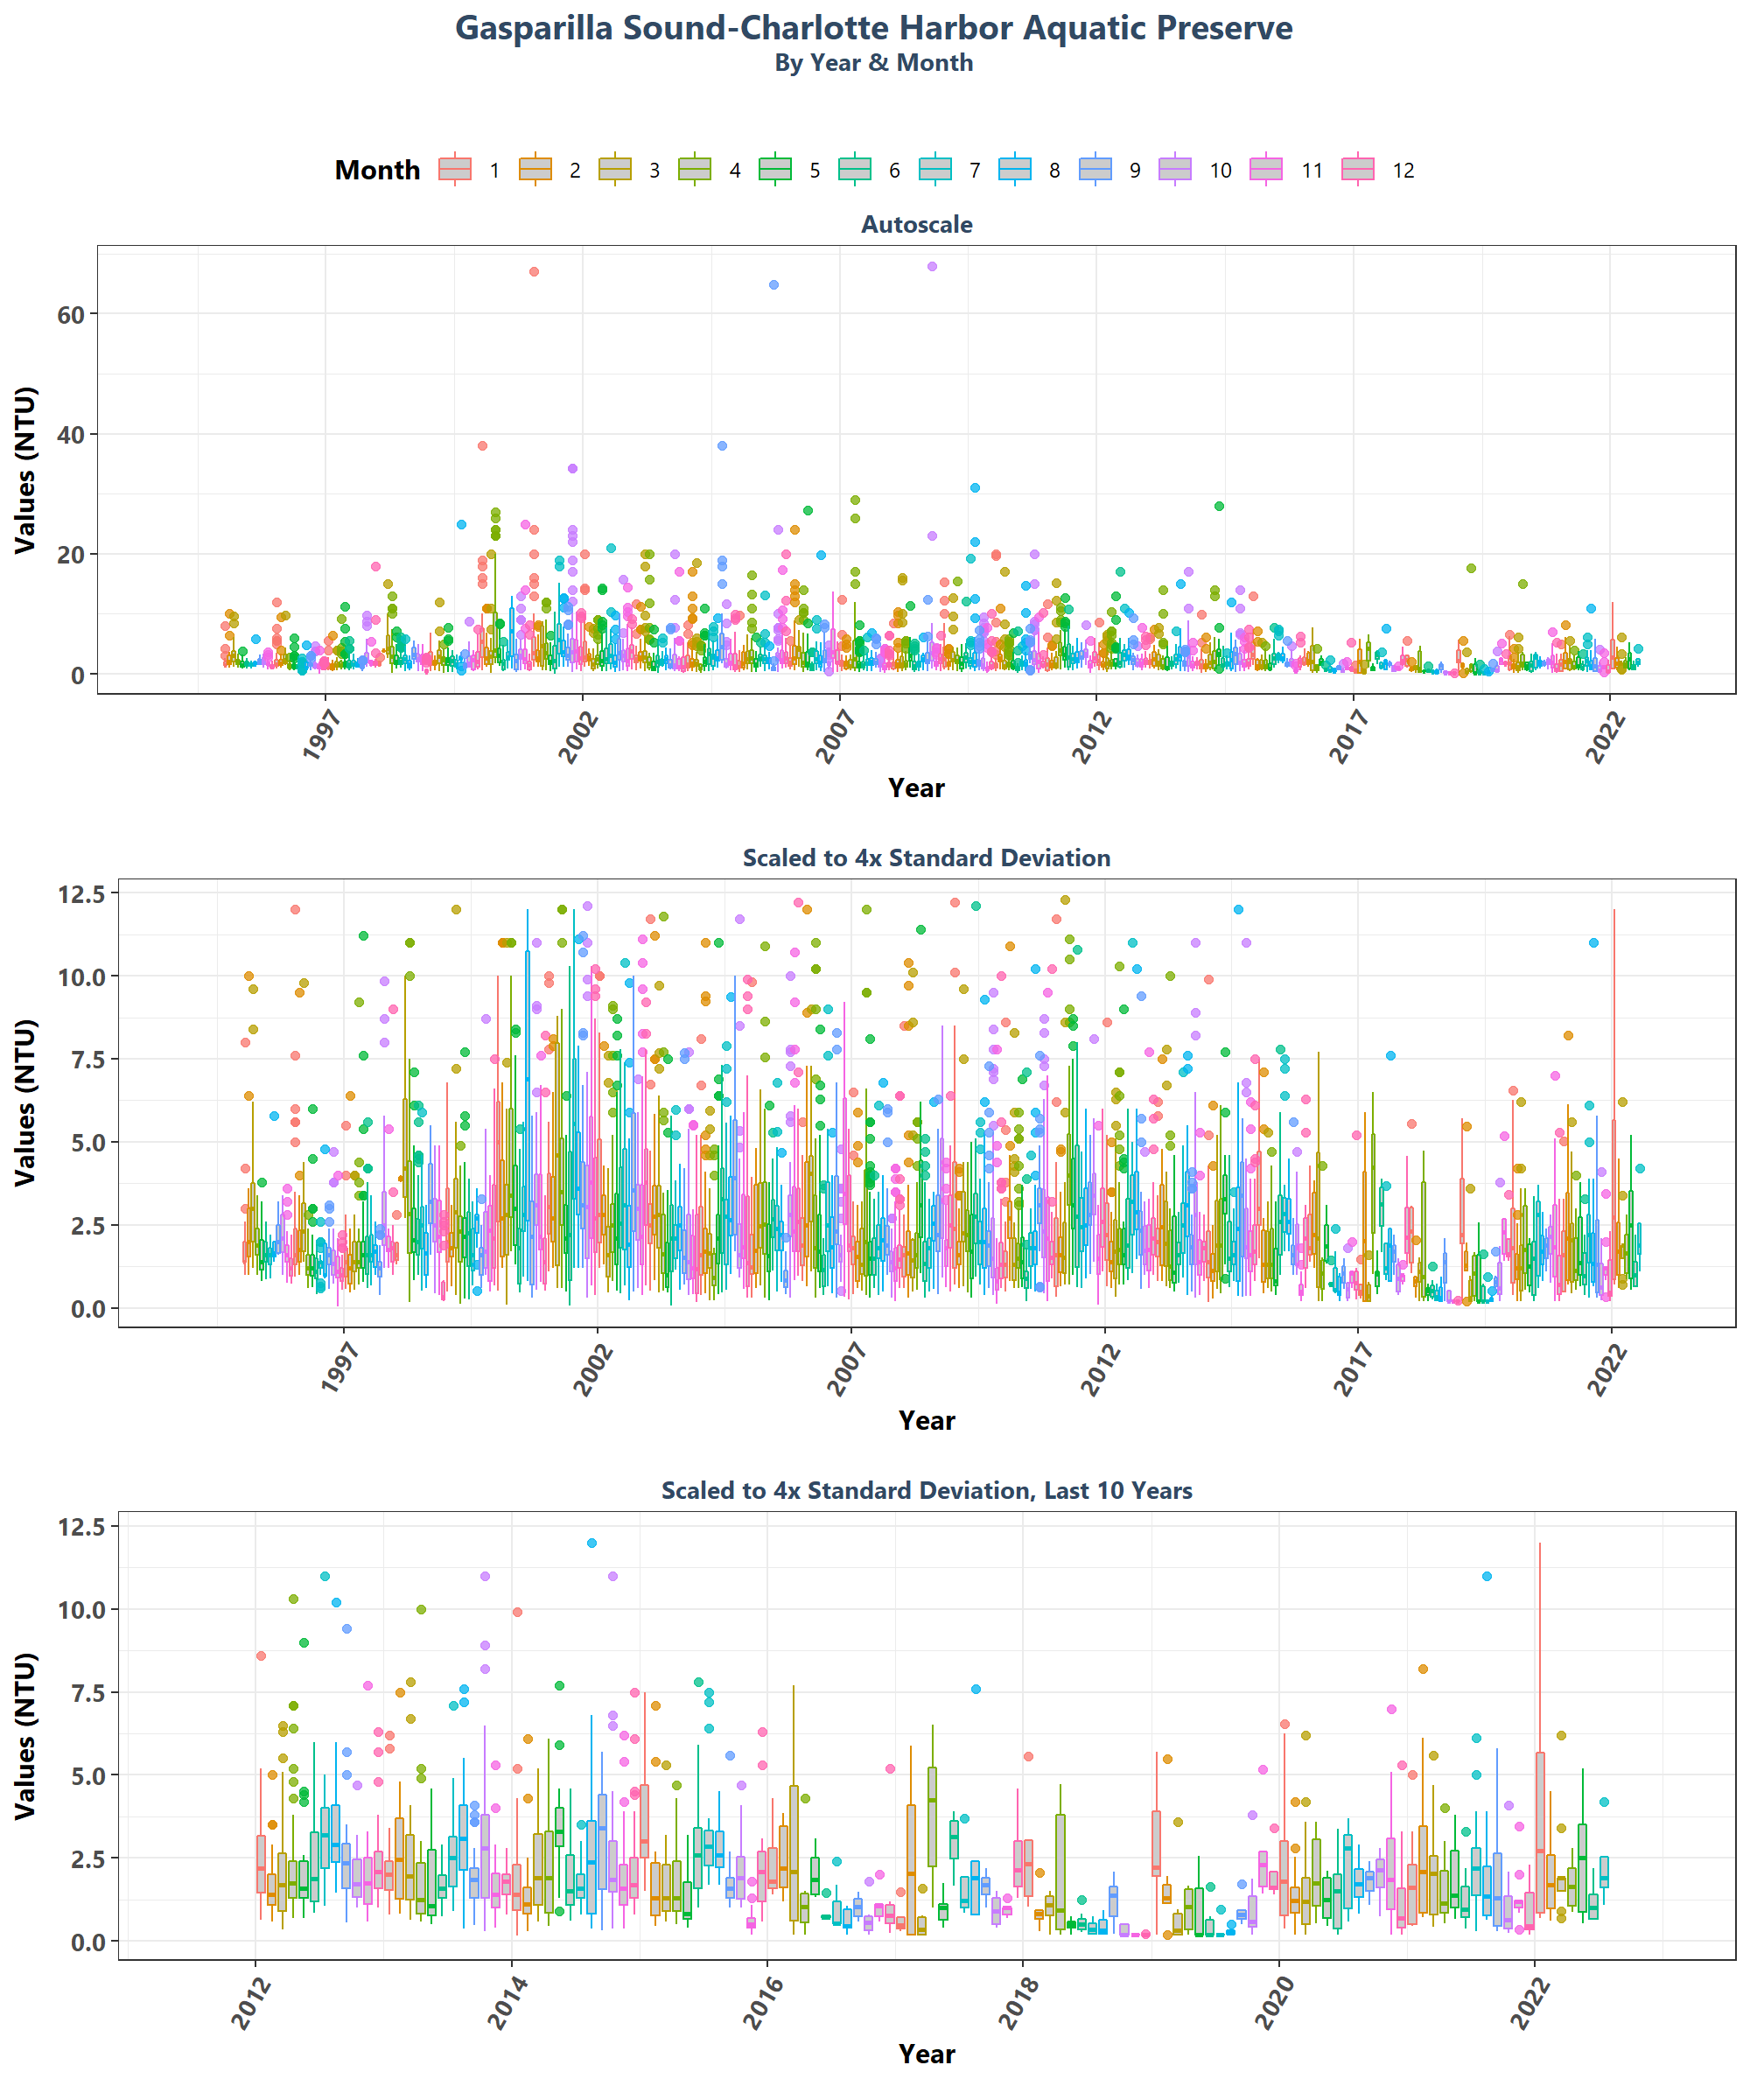 Gasparilla Sound-Charlotte Harbor Aquatic Preserve
By Year & Month
Month 1 2 3 4 5 6 7 8 9 10 11 12
Autoscale
Values (NTU)
60
40
20
0
1997 2002 2007 2012 2017 2022
Year
Scaled to 4x Standard Deviation
Values (NTU)
12.5
10.0
7.5
5.0
2.5
0.0
1997 2002 2007 2012 2017 2022
Year
Scaled to 4x Standard Deviation, Last 10 Years
Values (NTU)
12.5
10.0
7.5
5.0
2.5
0.0
2012 2014 2016 2018 2020 2022
Year